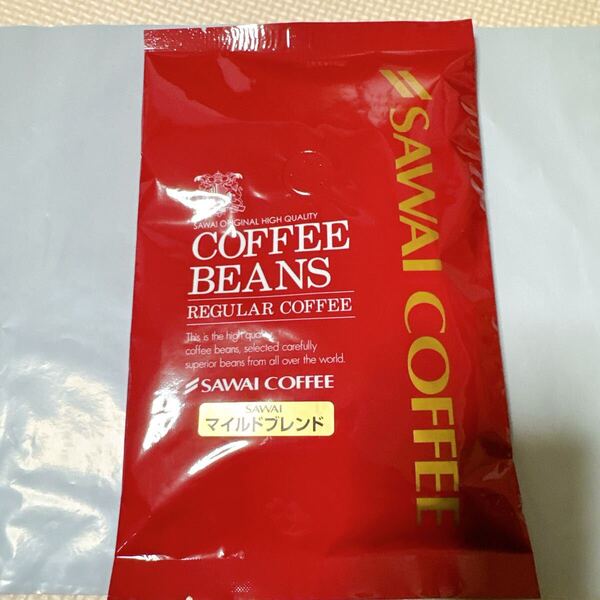 SAWAI ORIGINAL HIGH QUALITY
COFFEE
BEANS
REGULAR COFFEE
This is the high quality
coffee beans, selected carefully
superior beans from all over the world.
SAWAI COFFEE
SAWAI
マイルドブレンド
SAWAI COFFEE